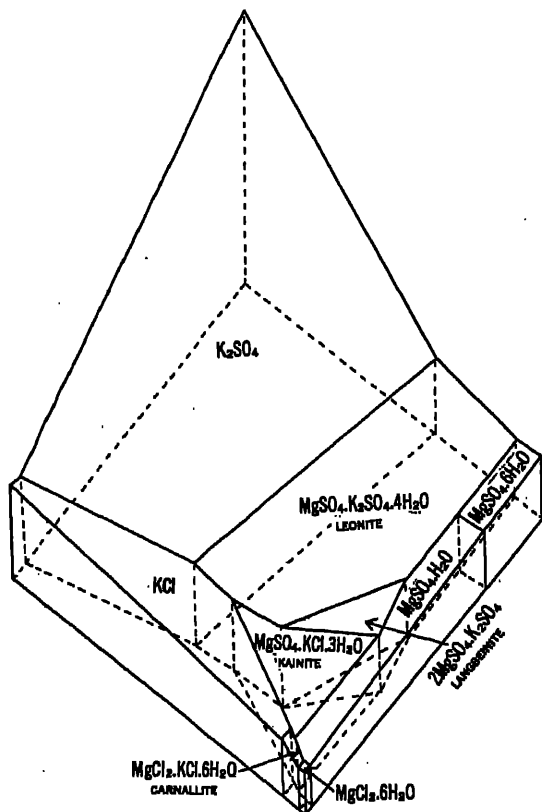 K₂SO₄
MgSO₄.K₂SO₄.4H₂O
LEONITE
MgSO₄.6H₂O
KCl
MgSO₄.H₂O
MgSO₄.KCl.3H₂O
KAINITE
2MgSO₄.K₂SO₄
LANGBEINITE
MgCl₂.KCl.6H₂O
CARNALLITE
MgCl₂.6H₂O